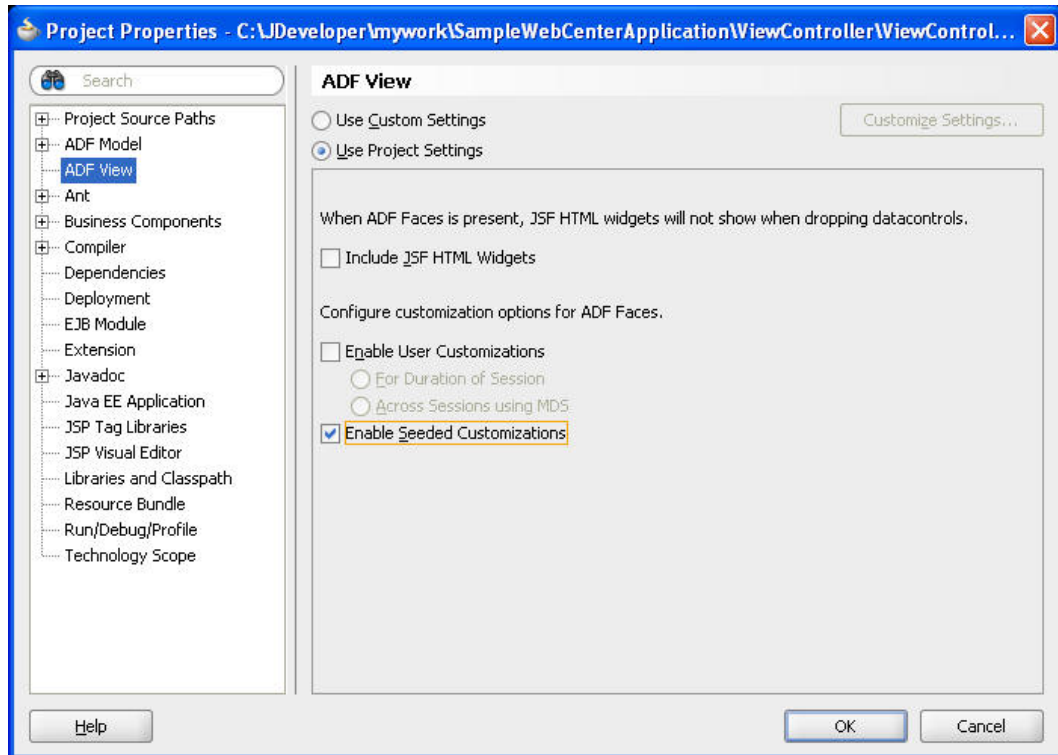 Project Properties - C:\JDeveloper\mywork\SampleWebCenterApplication\ViewController\ViewControl...
Search
Project Source Paths
ADF Model
ADF View
Ant
Business Components
Compiler
Dependencies
Deployment
EJB Module
Extension
Javadoc
Java EE Application
JSP Tag Libraries
JSP Visual Editor
Libraries and Classpath
Resource Bundle
Run/Debug/Profile
Technology Scope
ADF View
Use Custom Settings
Customize Settings...
Use Project Settings
When ADF Faces is present, JSF HTML widgets will not show when dropping datacontrols.
Include JSF HTML Widgets
Configure customization options for ADF Faces.
Enable User Customizations
For Duration of Session
Across Sessions using MDS
Enable Seeded Customizations
Help
OK
Cancel